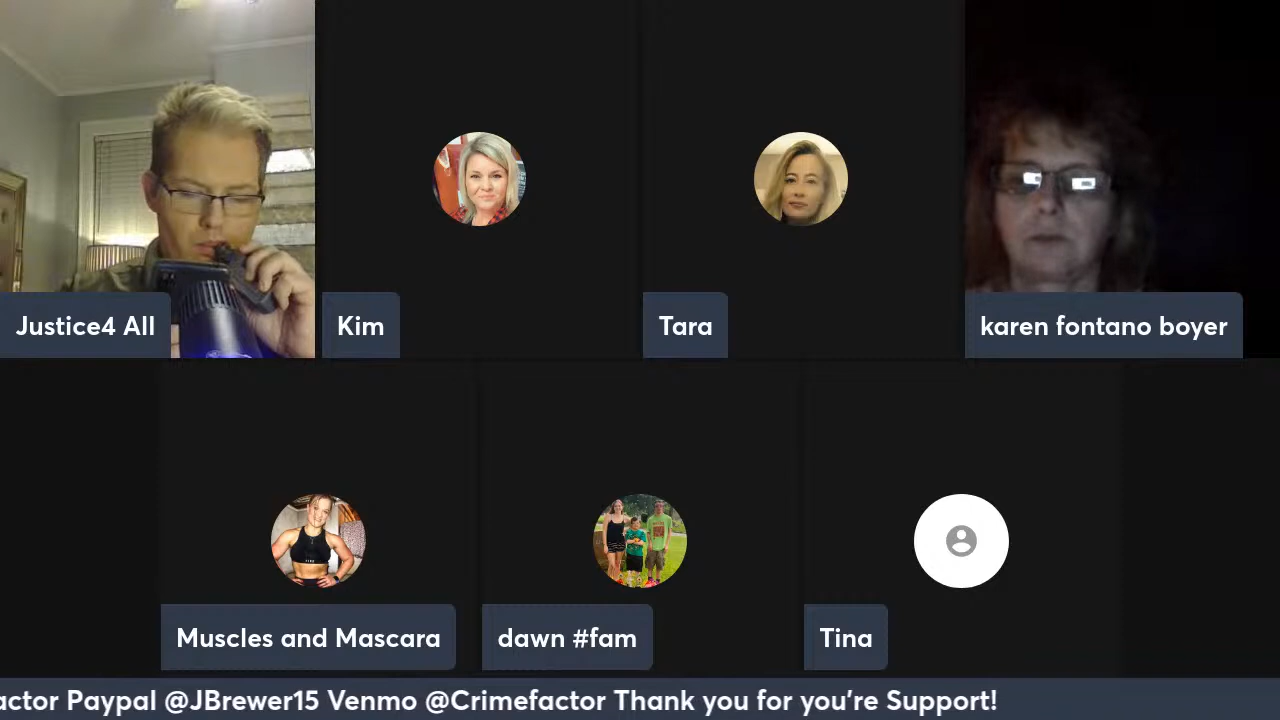 Justice4 All
Kim
Tara
karen fontano boyer
Muscles and Mascara
dawn #fam
Tina
actor Paypal @JBrewer15 Venmo @Crimefactor Thank you for you're Support!